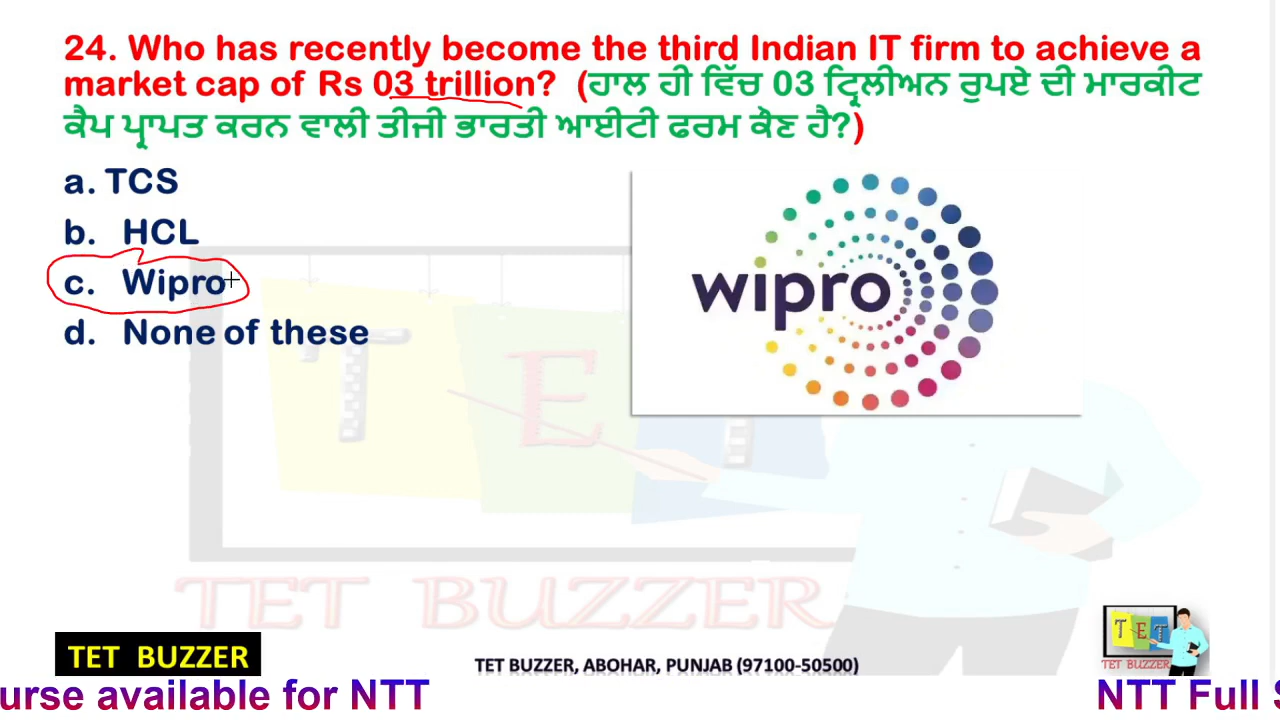 24. Who has recently become the third Indian IT firm to achieve a
market cap of Rs 03 trillion? (ਹਾਲ ਹੀ ਵਿੱਚ 03 ਟ੍ਰਿਲੀਅਨ ਰੁਪਏ ਦੀ ਮਾਰਕੀਟ
ਕੈਪ ਪ੍ਰਾਪਤ ਕਰਨ ਵਾਲੀ ਤੀਜੀ ਭਾਰਤੀ ਆਈਟੀ ਫਰਮ ਕੌਣ ਹੈ?)
a. TCS
b. HCL
c. Wipro
d. None of these
wipro
T E T
TET BUZZER
TET BUZZER
TET BUZZER, ABOHAR, PUNJAB (97100-50500)
T E T
TET BUZZER
urse available for NTT
NTT Full S